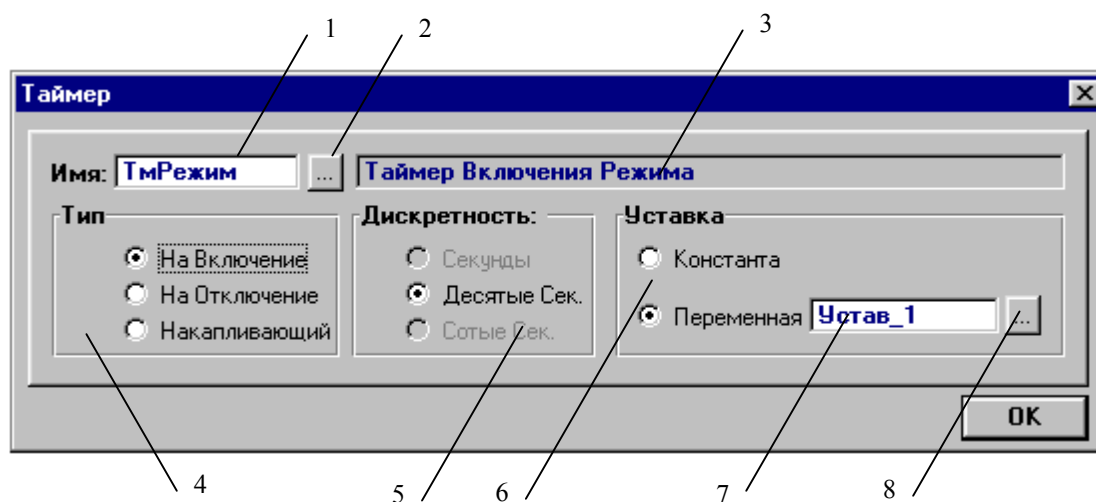 1 2 3
Таймер
Имя: ТмРежим ... Таймер Включения Режима
Тип Дискретность: Уставка
На Включение Секунды Константа
На Отключение Десятые Сек. Переменная Устав_1 ...
Накапливающий Сотые Сек.
OK
4 5 6 7 8